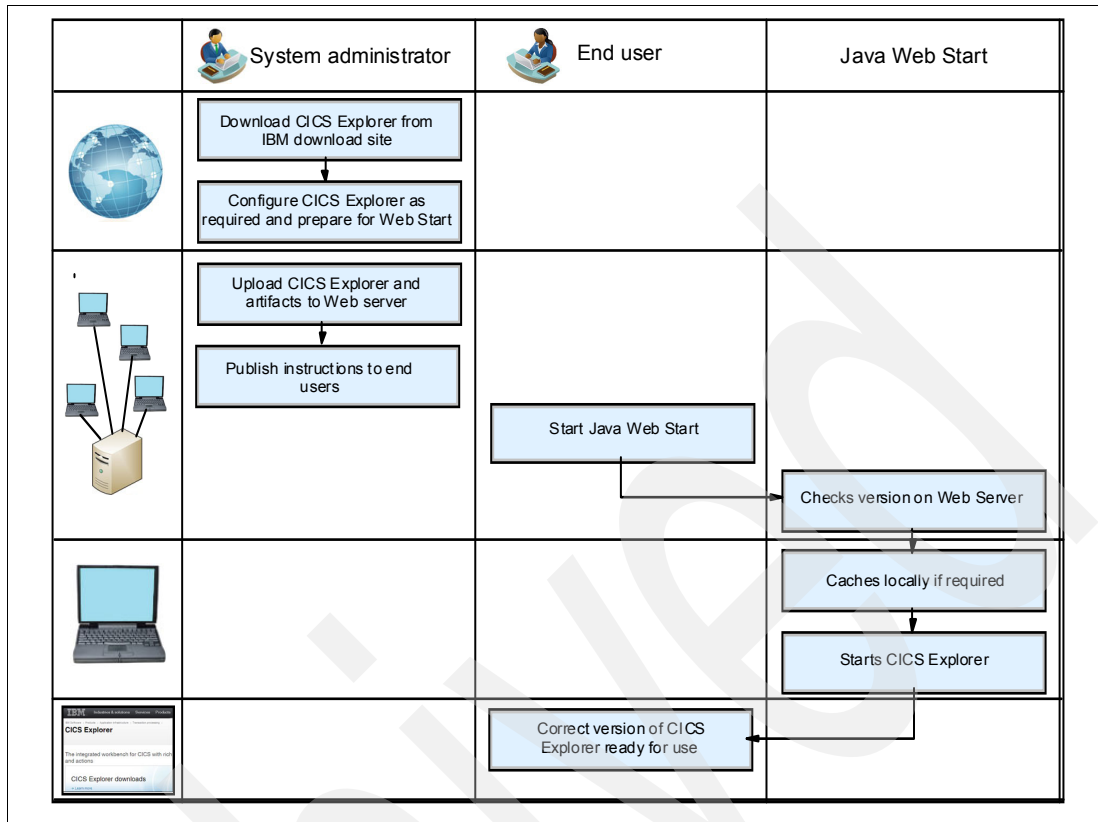 System administrator
End user
Java Web Start
Download CICS Explorer from
IBM download site
Configure CICS Explorer as
required and prepare for Web Start
Upload CICS Explorer and
artifacts to Web server
Publish instructions to end
users
Start Java Web Start
Checks version on Web Server
Caches locally if required
Starts CICS Explorer
IBM Industries & solutions Services Products
CICS Explorer
The integrated workbench for CICS with rich
and actions
CICS Explorer downloads
Correct version of CICS
Explorer ready for use